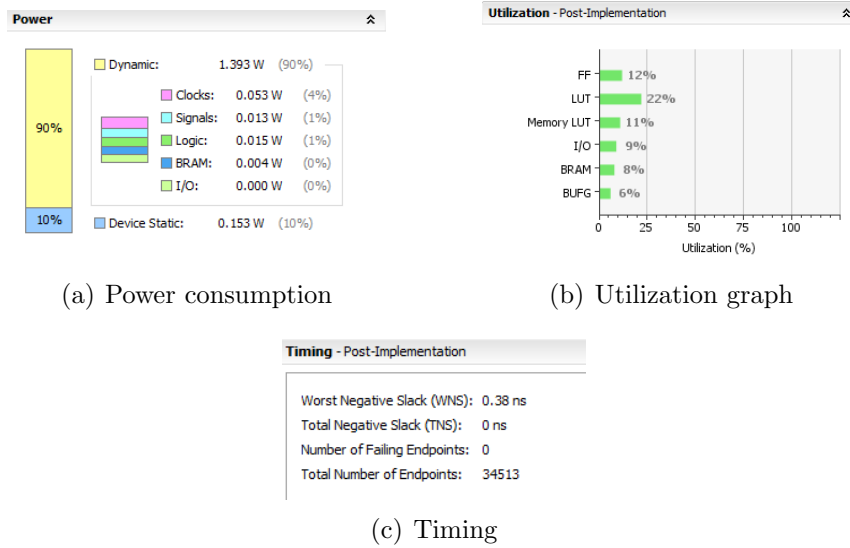 Power
90%
10%
Dynamic: 1.393 W (90%)
Clocks: 0.053 W (4%)
Signals: 0.013 W (1%)
Logic: 0.015 W (1%)
BRAM: 0.004 W (0%)
I/O: 0.000 W (0%)
Device Static: 0.153 W (10%)
(a) Power consumption
Utilization - Post-Implementation
FF 12%
LUT 22%
Memory LUT 11%
I/O 9%
BRAM 8%
BUFG 6%
0 25 50 75 100
Utilization (%)
(b) Utilization graph
Timing - Post-Implementation
Worst Negative Slack (WNS): 0.38 ns
Total Negative Slack (TNS): 0 ns
Number of Failing Endpoints: 0
Total Number of Endpoints: 34513
(c) Timing